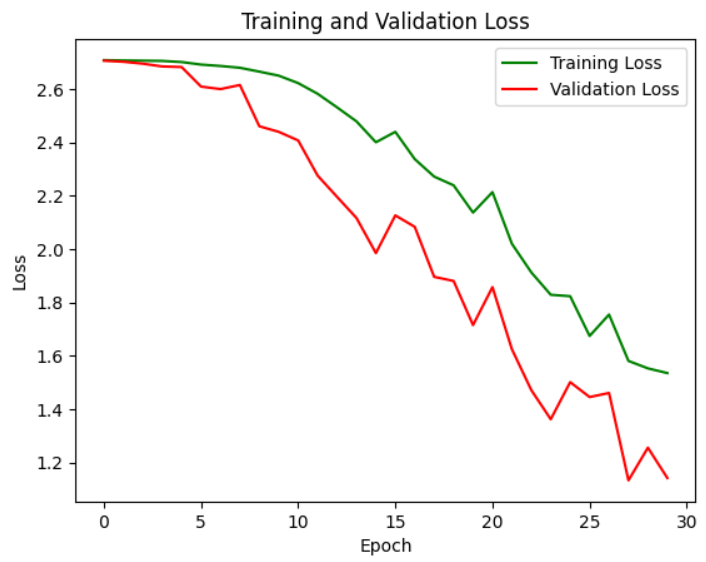 Training and Validation Loss
Training Loss
Validation Loss
2.6
2.4
2.2
2.0
1.8
1.6
1.4
1.2
Loss
0 5 10 15 20 25 30
Epoch